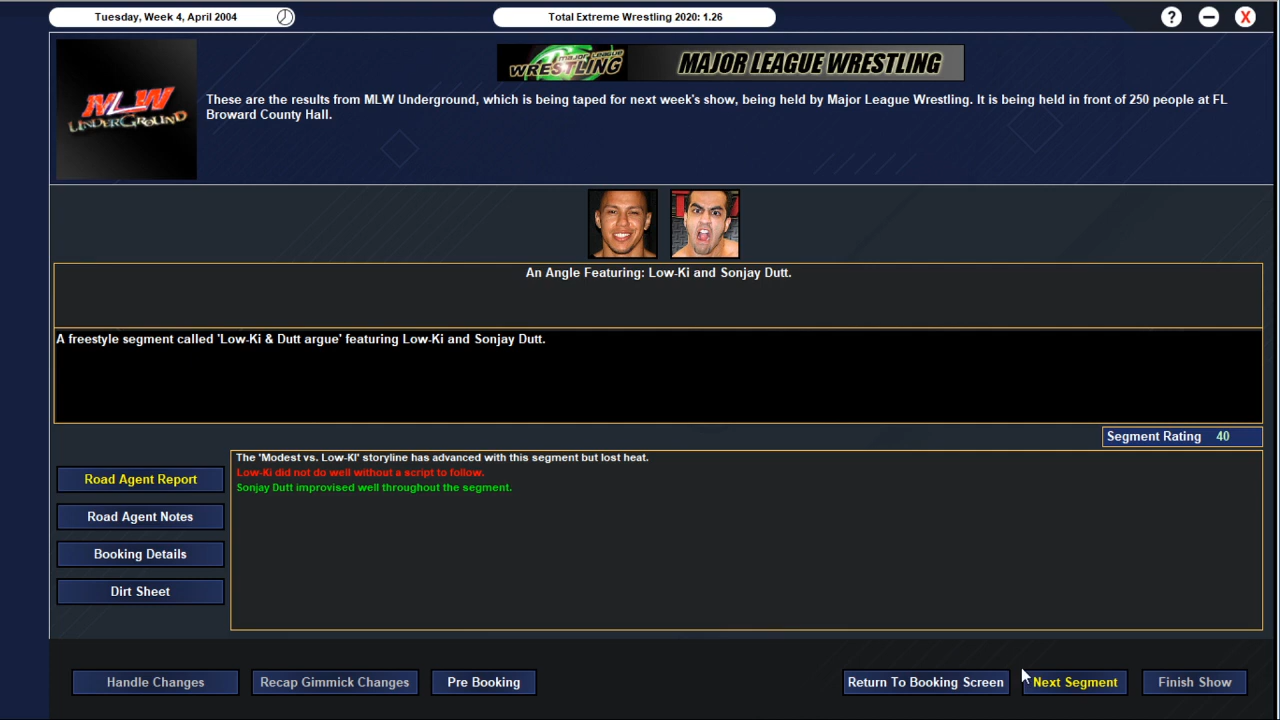 Tuesday, Week 4, April 2004
Total Extreme Wrestling 2020: 1.26
?
X
major league
WRESTLING
MAJOR LEAGUE WRESTLING
MLW
UNDERGROUND
These are the results from MLW Underground, which is being taped for next week's show, being held by Major League Wrestling. It is being held in front of 250 people at FL
Broward County Hall.
An Angle Featuring: Low-Ki and Sonjay Dutt.
A freestyle segment called 'Low-Ki & Dutt argue' featuring Low-Ki and Sonjay Dutt.
Segment Rating 40
The 'Modest vs. Low-KI' storyline has advanced with this segment but lost heat.
Low-Ki did not do well without a script to follow.
Sonjay Dutt improvised well throughout the segment.
Road Agent Report
Road Agent Notes
Booking Details
Dirt Sheet
Handle Changes
Recap Gimmick Changes
Pre Booking
Return To Booking Screen
Next Segment
Finish Show